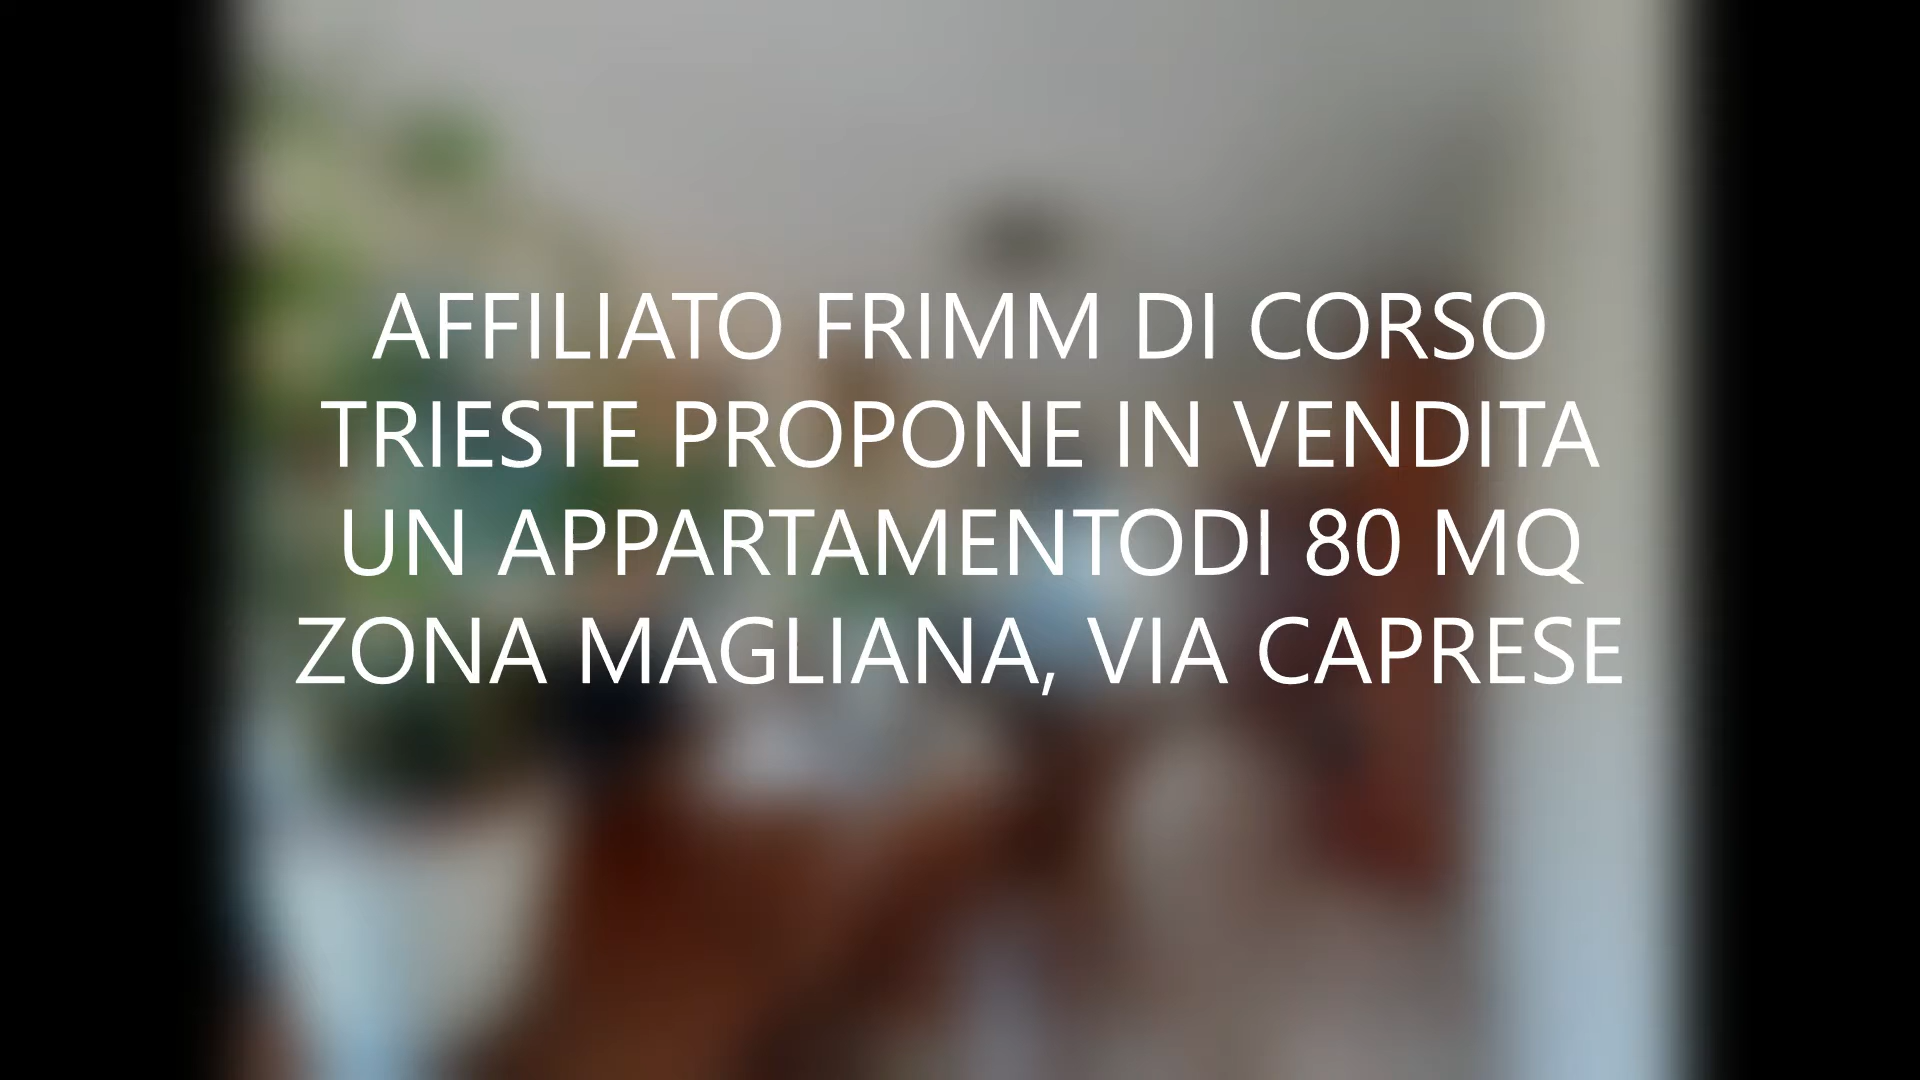 AFFILIATO FRIMM DI CORSO
TRIESTE PROPONE IN VENDITA
UN APPARTAMENTODI 80 MQ
ZONA MAGLIANA, VIA CAPRESE